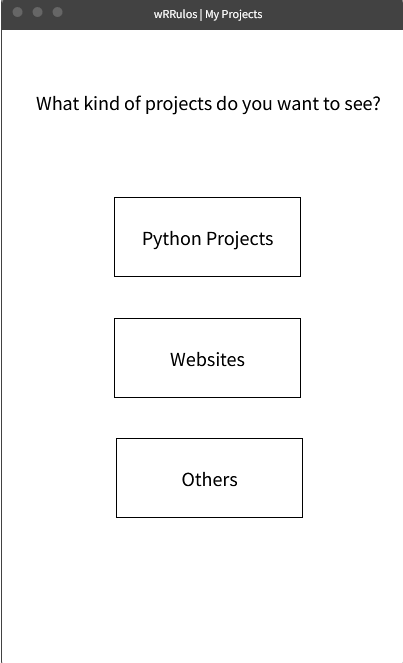 wRRulos | My Projects
What kind of projects do you want to see?
Python Projects
Websites
Others